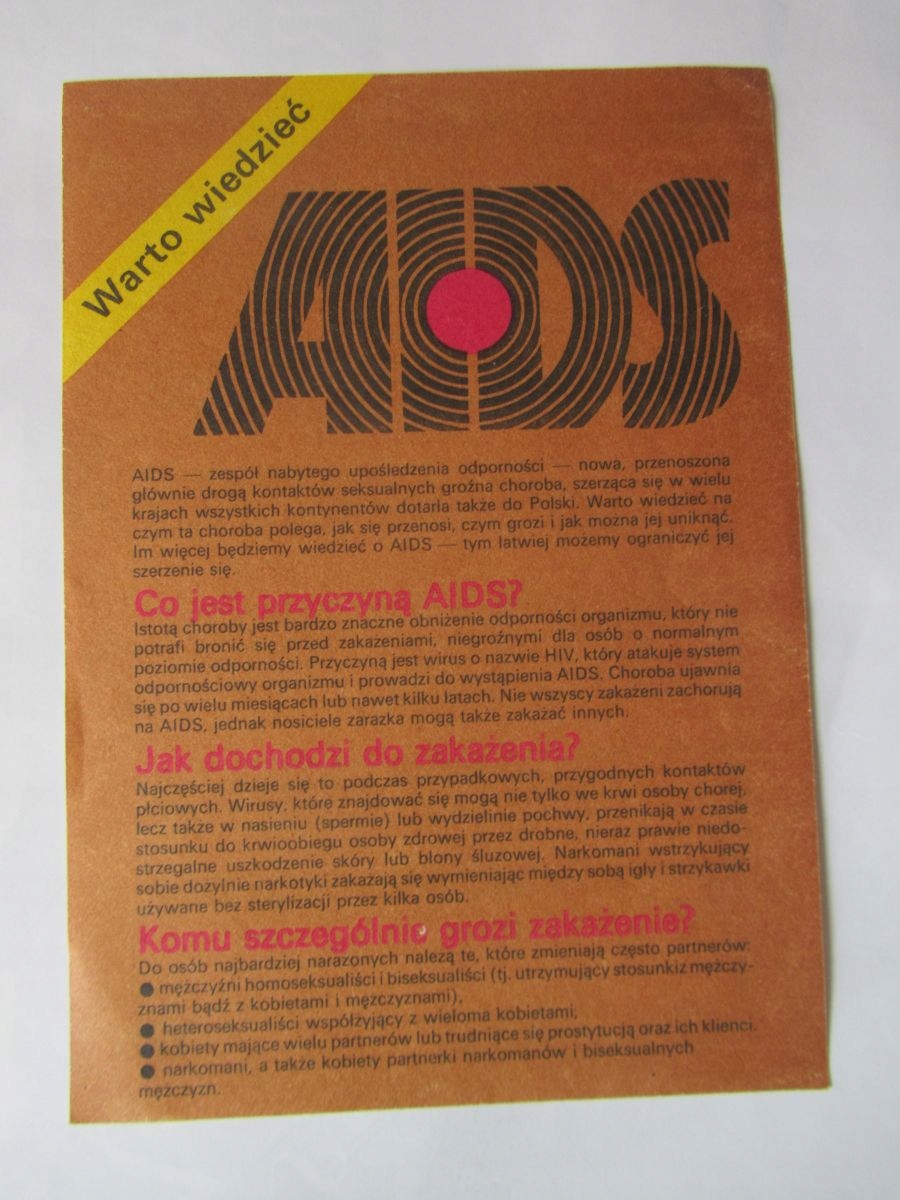 Warto wiedzieć
AIDS
AIDS — zespół nabytego upośledzenia odporności — nowa, przenoszona
głównie drogą kontaktów seksualnych groźna choroba, szerząca się w wielu
krajach wszystkich kontynentów dotarła także do Polski. Warto wiedzieć na
czym ta choroba polega, jak się przenosi, czym grozi i jak można jej uniknąć.
Im więcej będziemy wiedzieć o AIDS — tym łatwiej możemy ograniczyć jej
szerzenie się.
Co jest przyczyną AIDS?
Istotą choroby jest bardzo znaczne obniżenie odporności organizmu, który nie
potrafi bronić się przed zakażeniami, niegroźnymi dla osób o normalnym
poziomie odporności. Przyczyną jest wirus o nazwie HIV, który atakuje system
odpornościowy organizmu i prowadzi do wystąpienia AIDS. Choroba ujawnia
się po wielu miesiącach lub nawet kilku latach. Nie wszyscy zakażeni zachorują
na AIDS, jednak nosiciele zarazka mogą także zakażać innych.
Jak dochodzi do zakażenia?
Najczęściej dzieje się to podczas przypadkowych, przygodnych kontaktów
płciowych. Wirusy, które znajdować się mogą nie tylko we krwi osoby chorej,
lecz także w nasieniu (spermie) lub wydzielinie pochwy, przenikają w czasie
stosunku do krwioobiegu osoby zdrowej przez drobne, nieraz prawie niedo-
strzegalne uszkodzenie skóry lub błony śluzowej. Narkomani wstrzykujący
sobie dożylnie narkotyki zakażają się wymieniając między sobą igły i strzykawki
używane bez sterylizacji przez kilka osób.
Komu szczególnie grozi zakażenie?
Do osób najbardziej narażonych należą te, które zmieniają często partnerów:
● mężczyźni homoseksualiści i biseksualiści (tj. utrzymujący stosunkiz mężczy-
znami bądź z kobietami i mężczyznami),
● heteroseksualiści współżyjący z wieloma kobietami,
● kobiety mające wielu partnerów lub trudniące się prostytucją oraz ich klienci.
● narkomani, a także kobiety partnerki narkomanów i biseksualnych
mężczyzn.